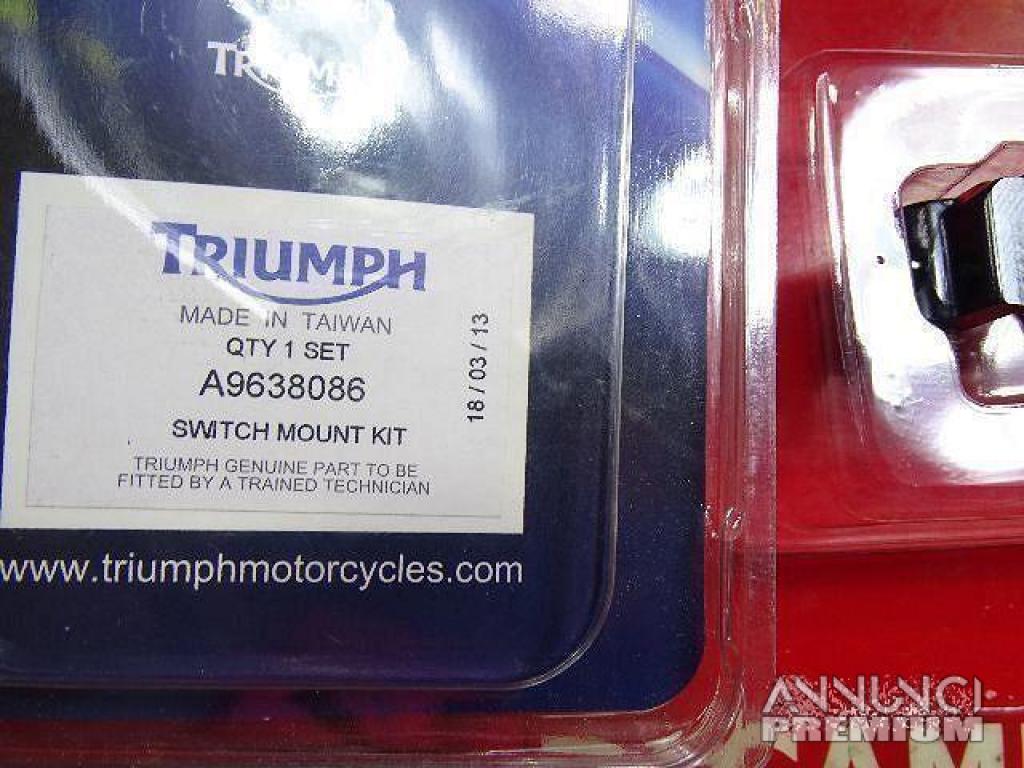 TRIUMPH
TRIUMPH
MADE IN TAIWAN
QTY 1 SET
A9638086
18/03/13
SWITCH MOUNT KIT
TRIUMPH GENUINE PART TO BE
FITTED BY A TRAINED TECHNICIAN
www.triumphmotorcycles.com
ANNUNCI
PREMIUM